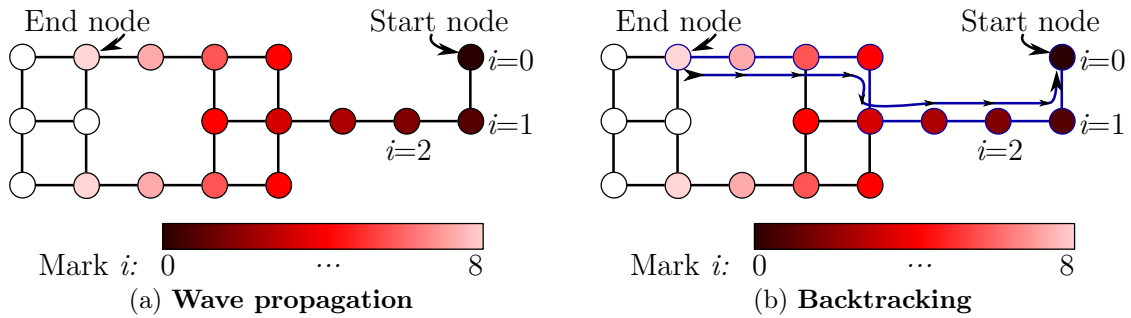 End node
Start node
i=0
i=1
i=2
Mark i: 0 ... 8
(a) Wave propagation
End node
Start node
i=0
i=1
i=2
Mark i: 0 ... 8
(b) Backtracking